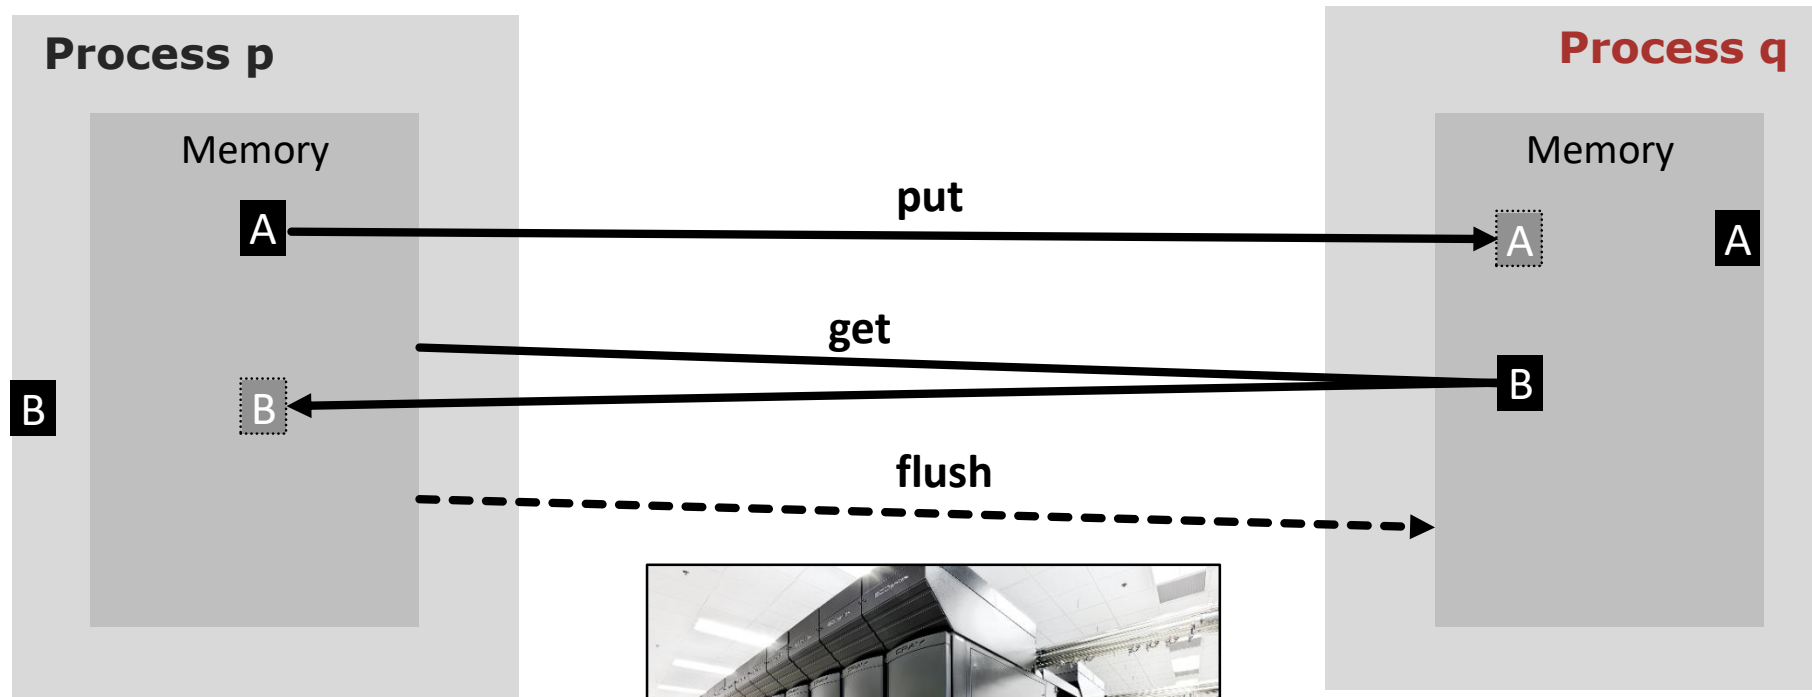 Process p
Process q
Memory
Memory
put
A
A
A
get
B
B
B
flush